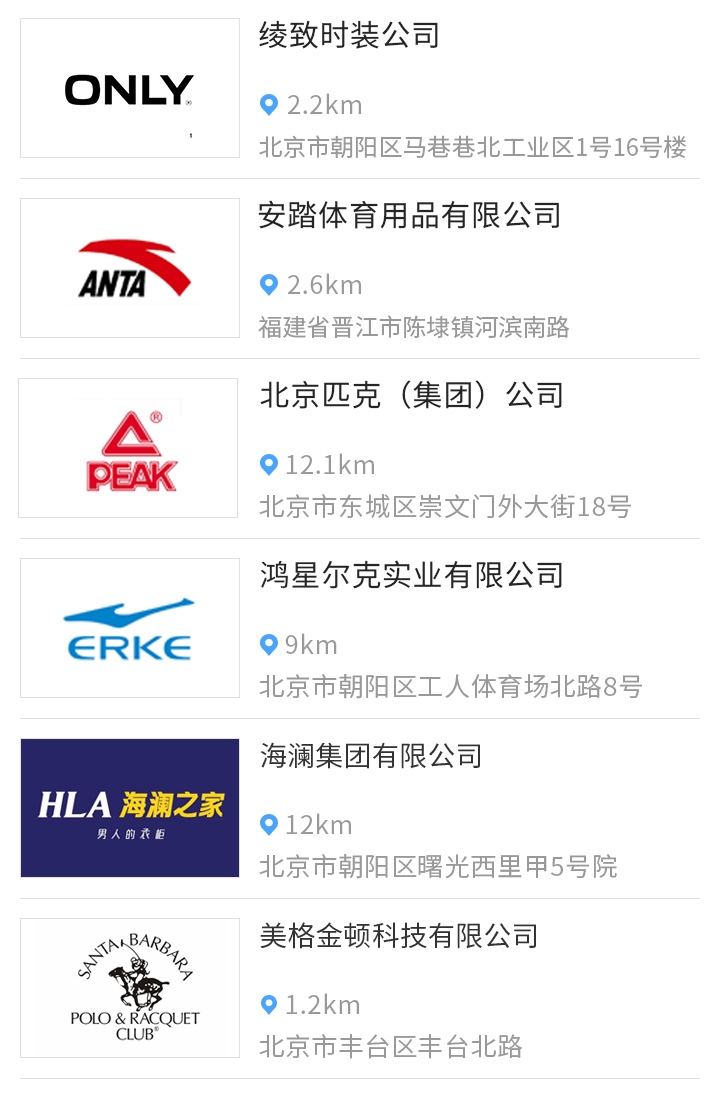 ONLY
绫致时装公司
2.2km
北京市朝阳区马巷巷北工业区1号16号楼
ANTA
安踏体育用品有限公司
2.6km
福建省晋江市陈埭镇河滨南路
®
PEAK
北京匹克（集团）公司
12.1km
北京市东城区崇文门外大街18号
ERKE
鸿星尔克实业有限公司
9km
北京市朝阳区工人体育场北路8号
HLA 海澜之家
男人的衣柜
海澜集团有限公司
12km
北京市朝阳区曙光西里甲5号院
SANTA BARBARA
POLO & RACQUET
CLUB®
美格金顿科技有限公司
1.2km
北京市丰台区丰台北路